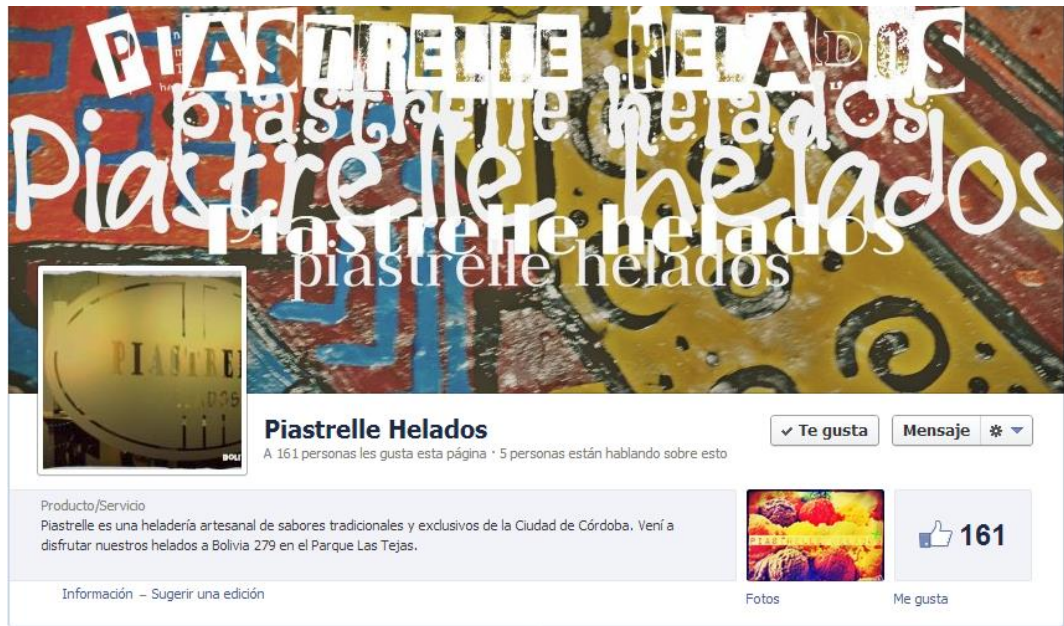 PIASTRELLE HELADOS
piastrelle helados
Piastrelle helados
Piastrelle helados
piastrelle helados
Piastrelle Helados
✓ Te gusta
Mensaje
A 161 personas les gusta esta página · 5 personas están hablando sobre esto
Producto/Servicio
Piastrelle es una heladería artesanal de sabores tradicionales y exclusivos de la Ciudad de Córdoba. Vení a
disfrutar nuestros helados a Bolivia 279 en el Parque Las Tejas.
161
Información – Sugerir una edición
Fotos
Me gusta